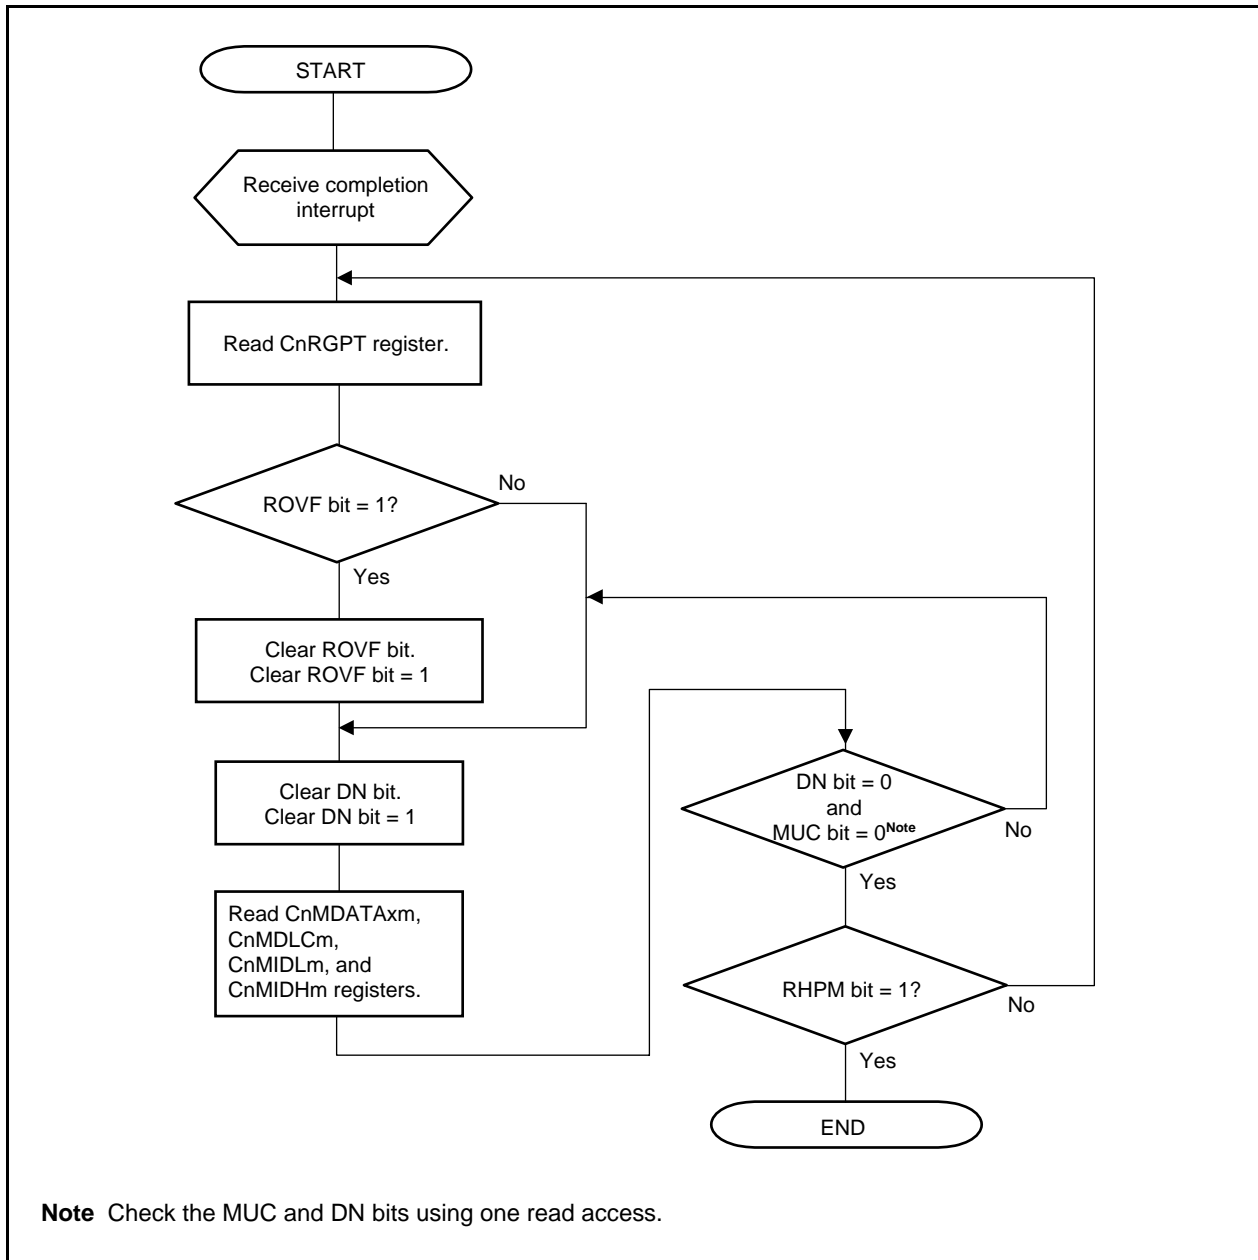 START
Receive completion
interrupt
Read CnRGPT register.
ROVF bit = 1?
No
Yes
Clear ROVF bit.
Clear ROVF bit = 1
Clear DN bit.
Clear DN bit = 1
Read CnMDATAxm,
CnMDLCm,
CnMIDLm, and
CnMIDHm registers.
DN bit = 0
and
MUC bit = 0Note
No
Yes
RHPM bit = 1?
No
Yes
END
Note Check the MUC and DN bits using one read access.